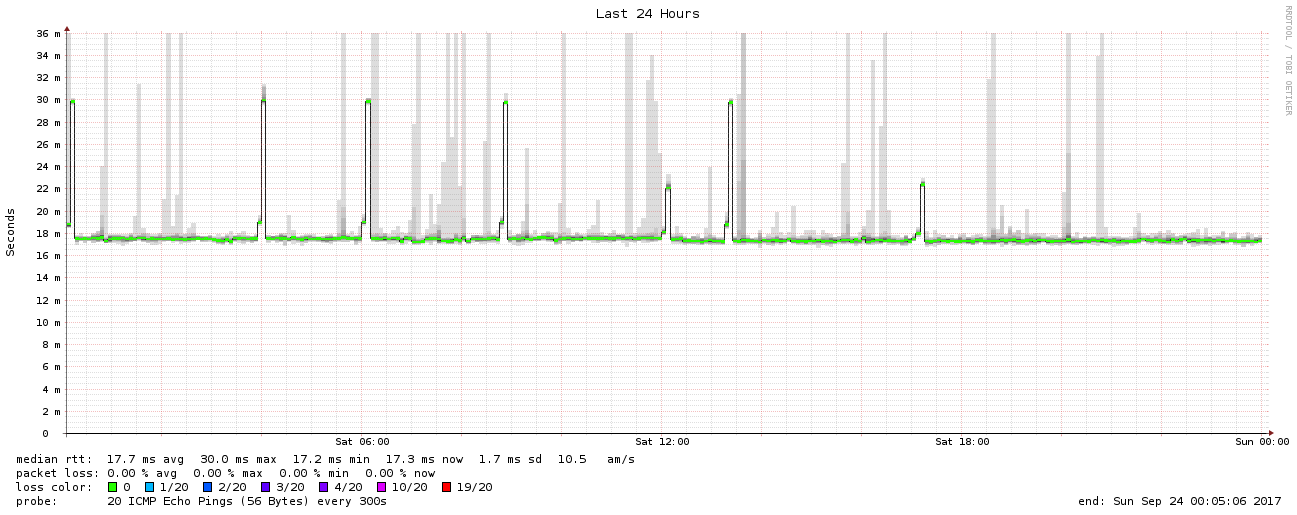 Last 24 Hours
RRDTOOL / TOBI OETIKER
Seconds
36 m
34 m
32 m
30 m
28 m
26 m
24 m
22 m
20 m
18 m
16 m
14 m
12 m
10 m
8 m
6 m
4 m
2 m
0
Sat 06:00 Sat 12:00 Sat 18:00 Sun 00:00
median rtt: 17.7 ms avg 30.0 ms max 17.2 ms min 17.3 ms now 1.7 ms sd 10.5 am/s
packet loss: 0.00 % avg 0.00 % max 0.00 % min 0.00 % now
loss color: 0 1/20 2/20 3/20 4/20 10/20 19/20
probe: 20 ICMP Echo Pings (56 Bytes) every 300s end: Sun Sep 24 00:05:06 2017